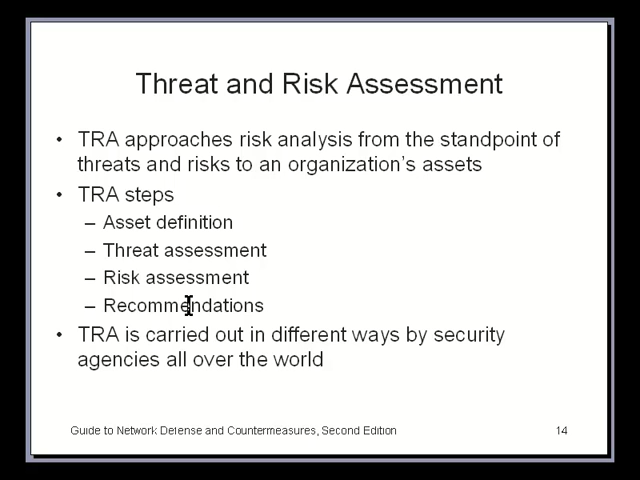 Threat and Risk Assessment
• TRA approaches risk analysis from the standpoint of
threats and risks to an organization's assets
• TRA steps
– Asset definition
– Threat assessment
– Risk assessment
– Recommendations
• TRA is carried out in different ways by security
agencies all over the world
Guide to Network Defense and Countermeasures, Second Edition
14